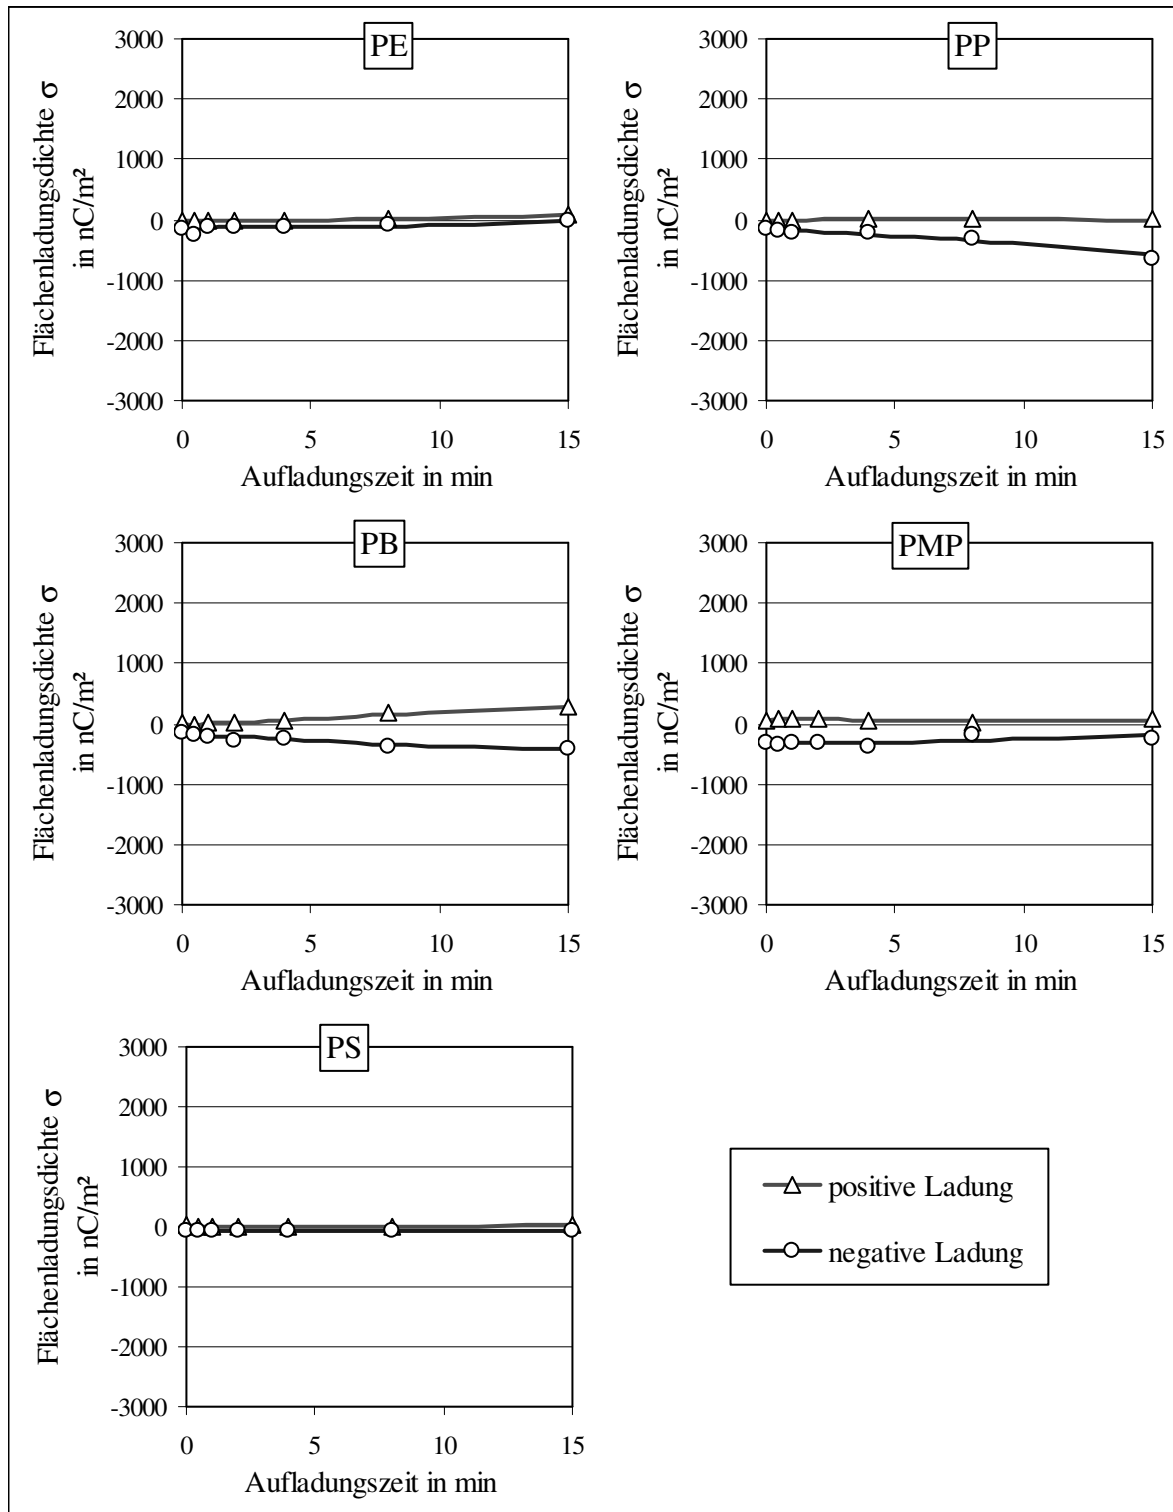 PE
Flächenladungsdichte σ
in nC/m²
3000
2000
1000
0
-1000
-2000
-3000
0 5 10 15
Aufladungszeit in min
PP
Flächenladungsdichte σ
in nC/m²
3000
2000
1000
0
-1000
-2000
-3000
0 5 10 15
Aufladungszeit in min
PB
Flächenladungsdichte σ
in nC/m²
3000
2000
1000
0
-1000
-2000
-3000
0 5 10 15
Aufladungszeit in min
PMP
Flächenladungsdichte σ
in nC/m²
3000
2000
1000
0
-1000
-2000
-3000
0 5 10 15
Aufladungszeit in min
PS
Flächenladungsdichte σ
in nC/m²
3000
2000
1000
0
-1000
-2000
-3000
0 5 10 15
Aufladungszeit in min
positive Ladung
negative Ladung